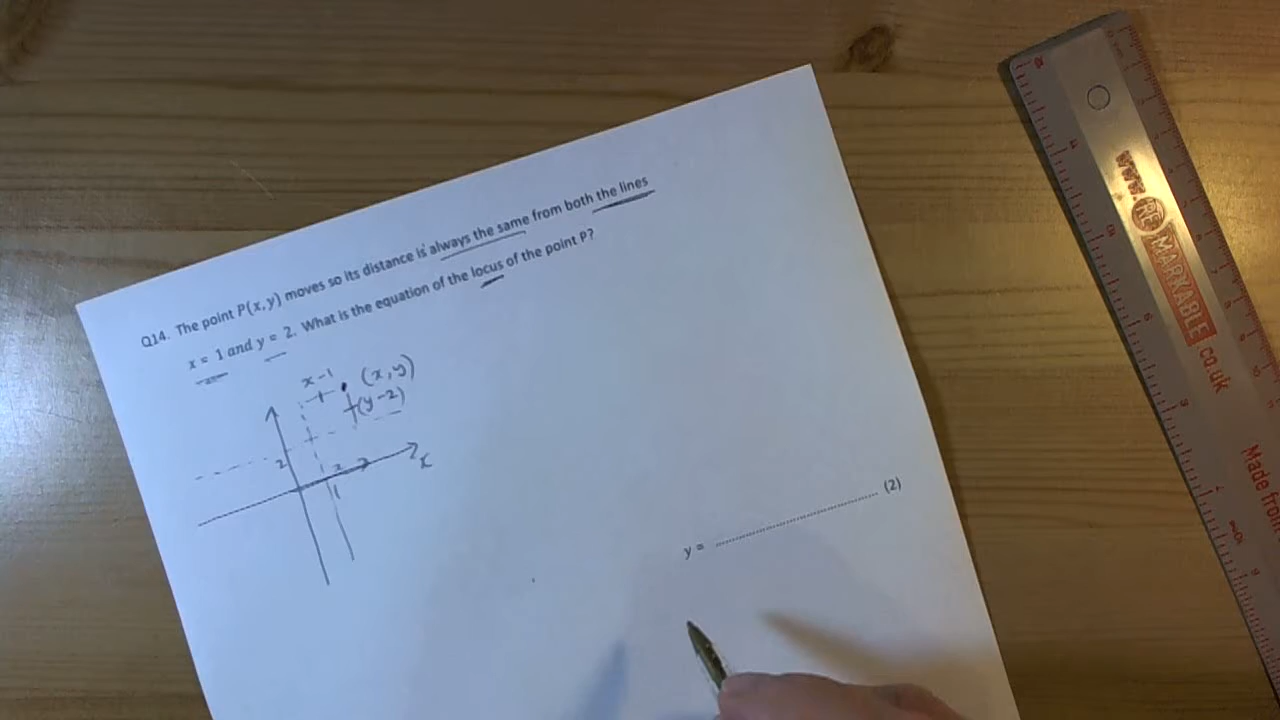 Q14. The point P(x, y) moves so its distance is always the same from both the lines
x = 1 and y = 2. What is the equation of the locus of the point P?
x-1
(x, y)
(y-2)
2
1
x
y = ........................................ (2)
www.
RE
MARKABLE
.co.uk
Made from